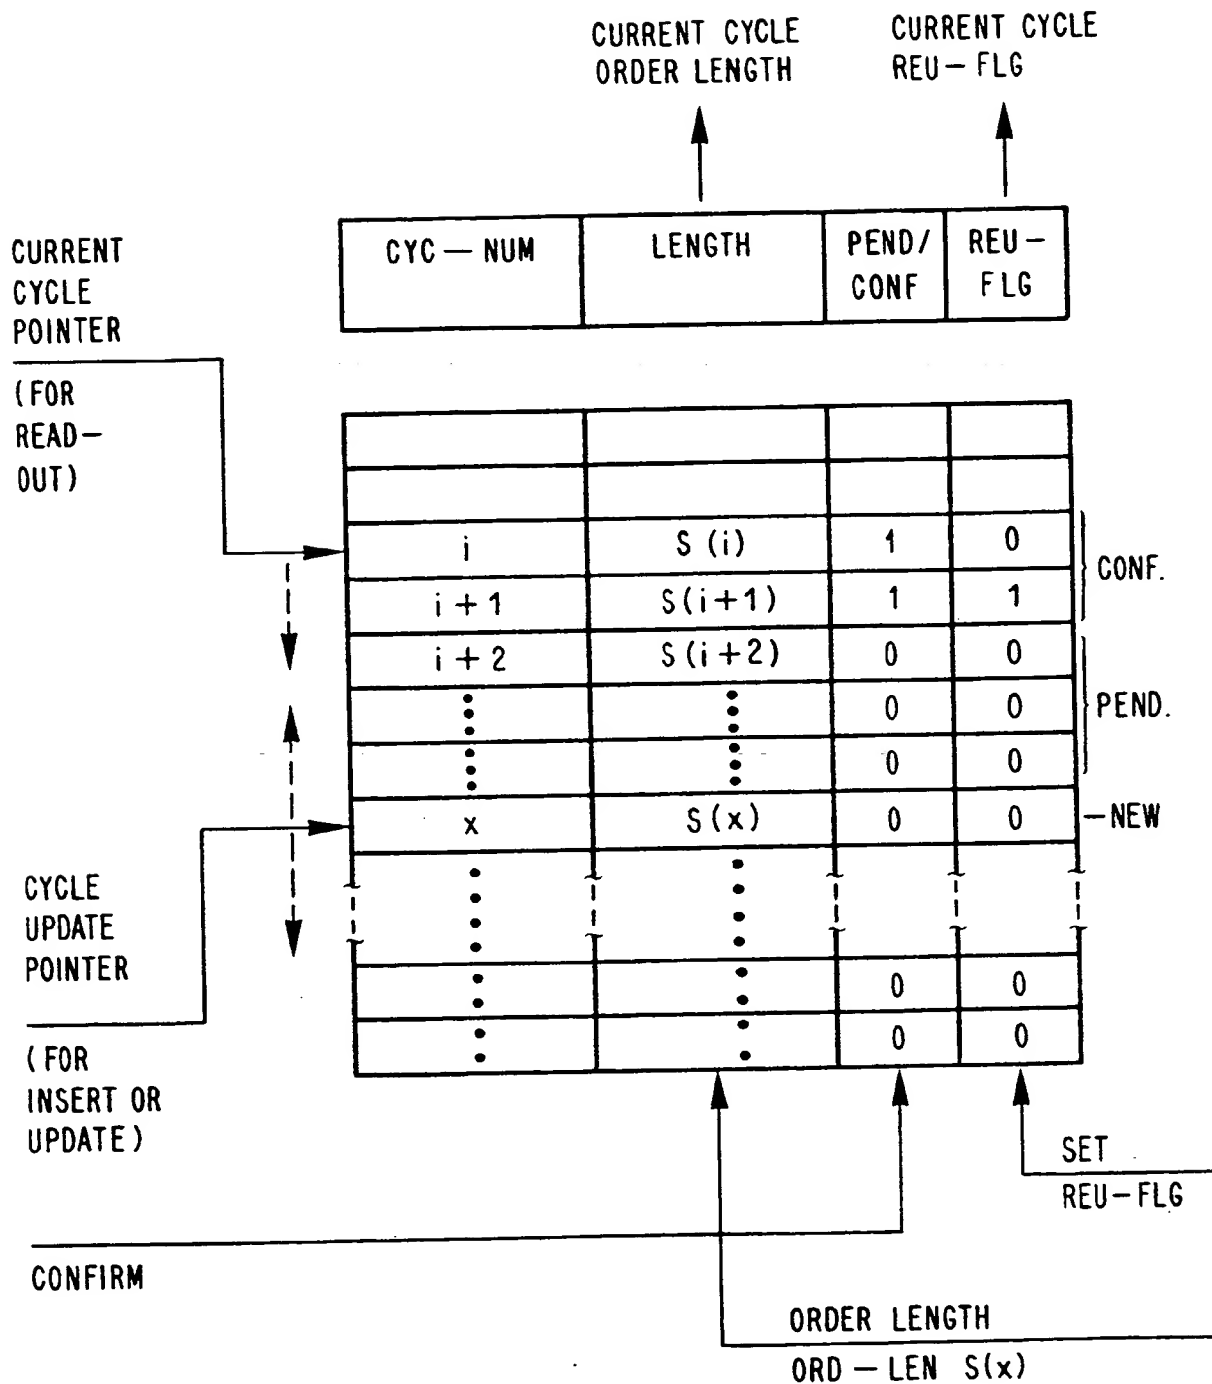 CURRENT CYCLE
ORDER LENGTH
CURRENT CYCLE
REU-FLG
CURRENT
CYCLE
POINTER
(FOR
READ-
OUT)
CYC — NUM
LENGTH
PEND/
CONF
REU-
FLG
i S (i) 1 0
i + 1 S(i+1) 1 1
CONF.
i + 2 S(i+2) 0 0
0 0
PEND.
0 0
x S(x) 0 0
-NEW
CYCLE
UPDATE
POINTER
(FOR
INSERT OR
UPDATE)
0 0
0 0
SET
REU-FLG
CONFIRM
ORDER LENGTH
ORD — LEN S(x)